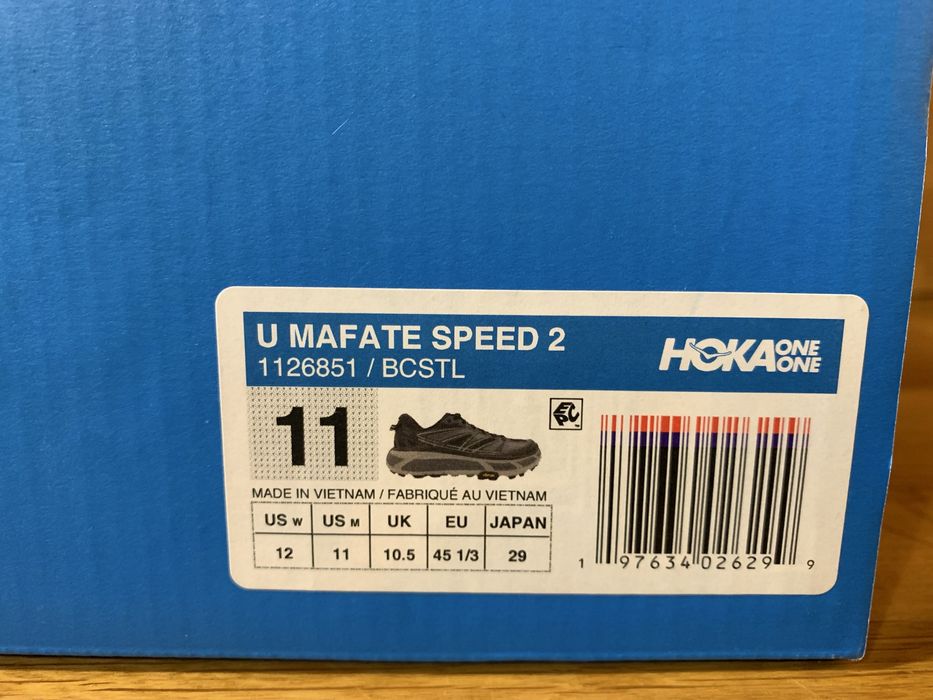 U MAFATE SPEED 2
1126851 / BCSTL
HOKA ONE ONE
11
EPC
MADE IN VIETNAM / FABRIQUÉ AU VIETNAM
US W US M UK EU JAPAN
12 11 10.5 45 1/3 29
1 97634 02629 9